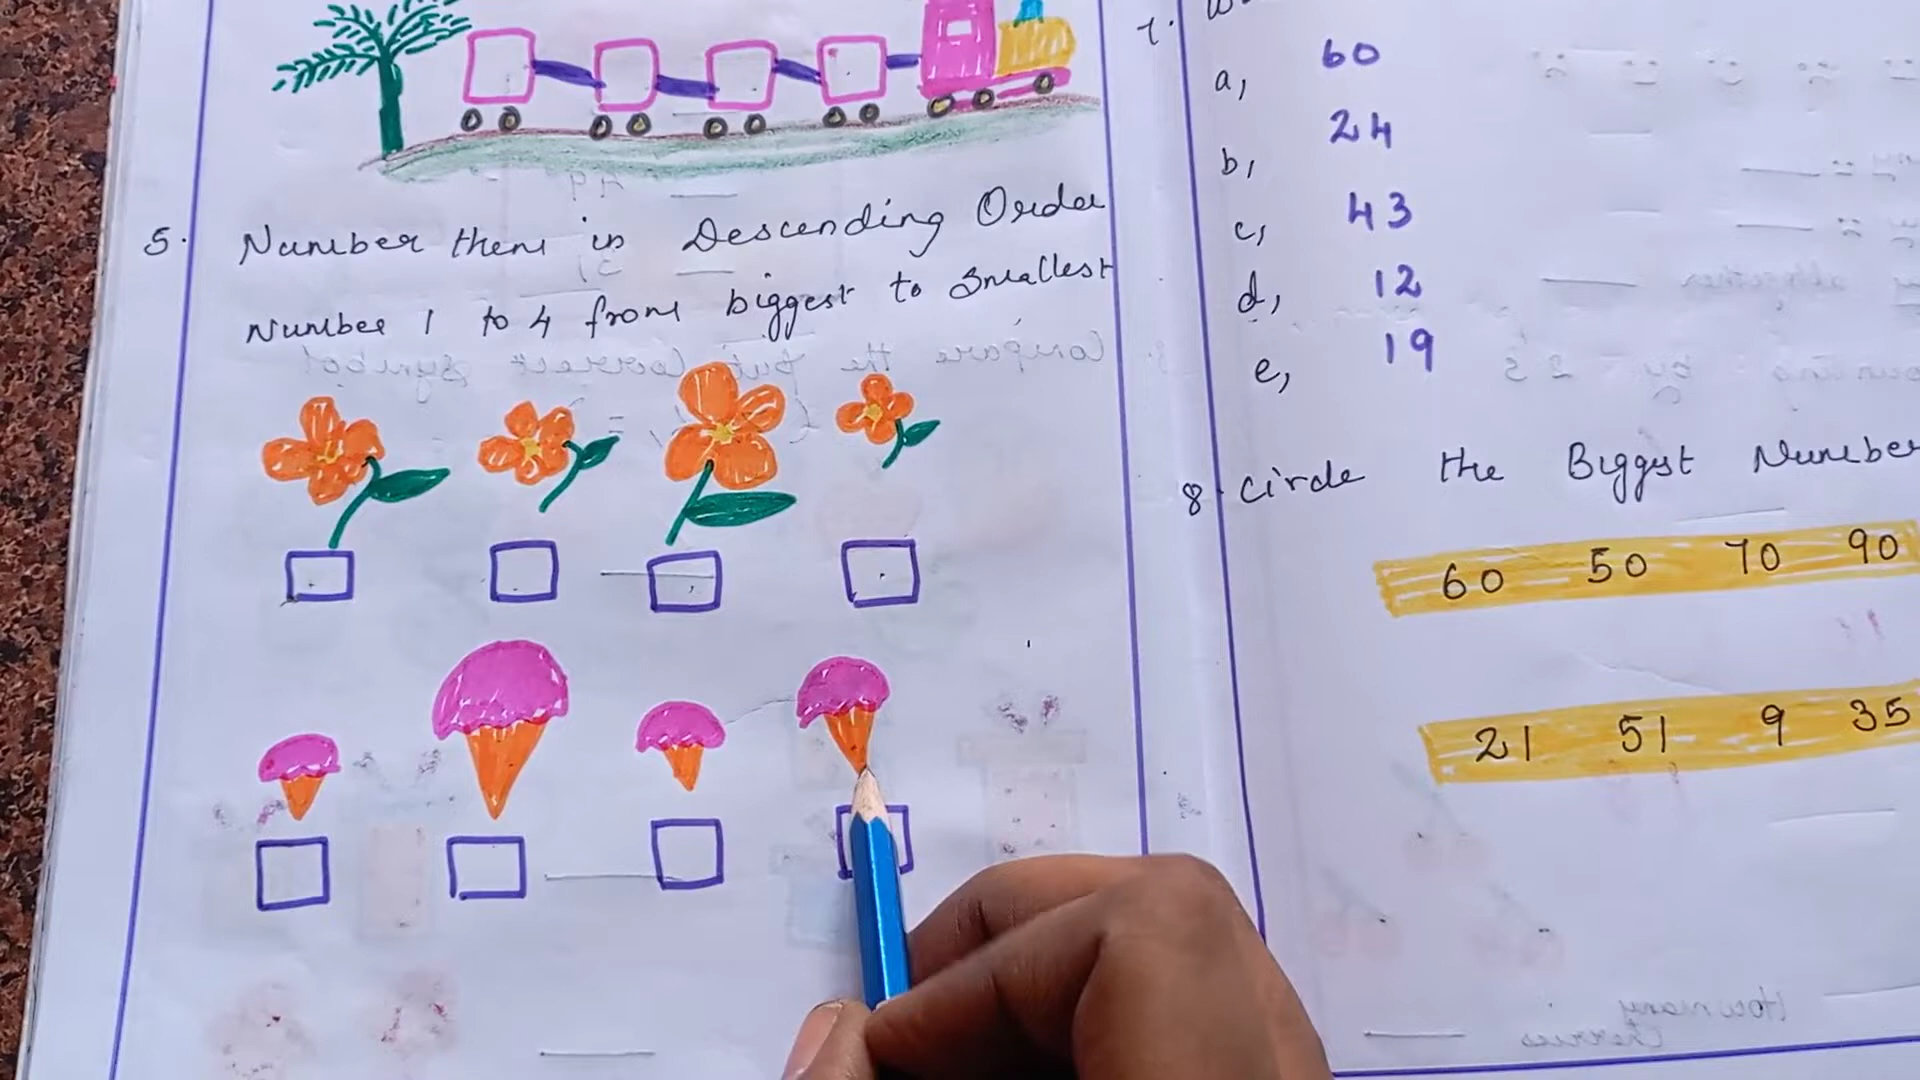 5. Number them in Descending Order
Number 1 to 4 from biggest to Smallest
7.
a, 60
b, 24
c, 43
d, 12
e, 19
8 Circle the Biggest Number
60 50 70 90
21 51 9 35